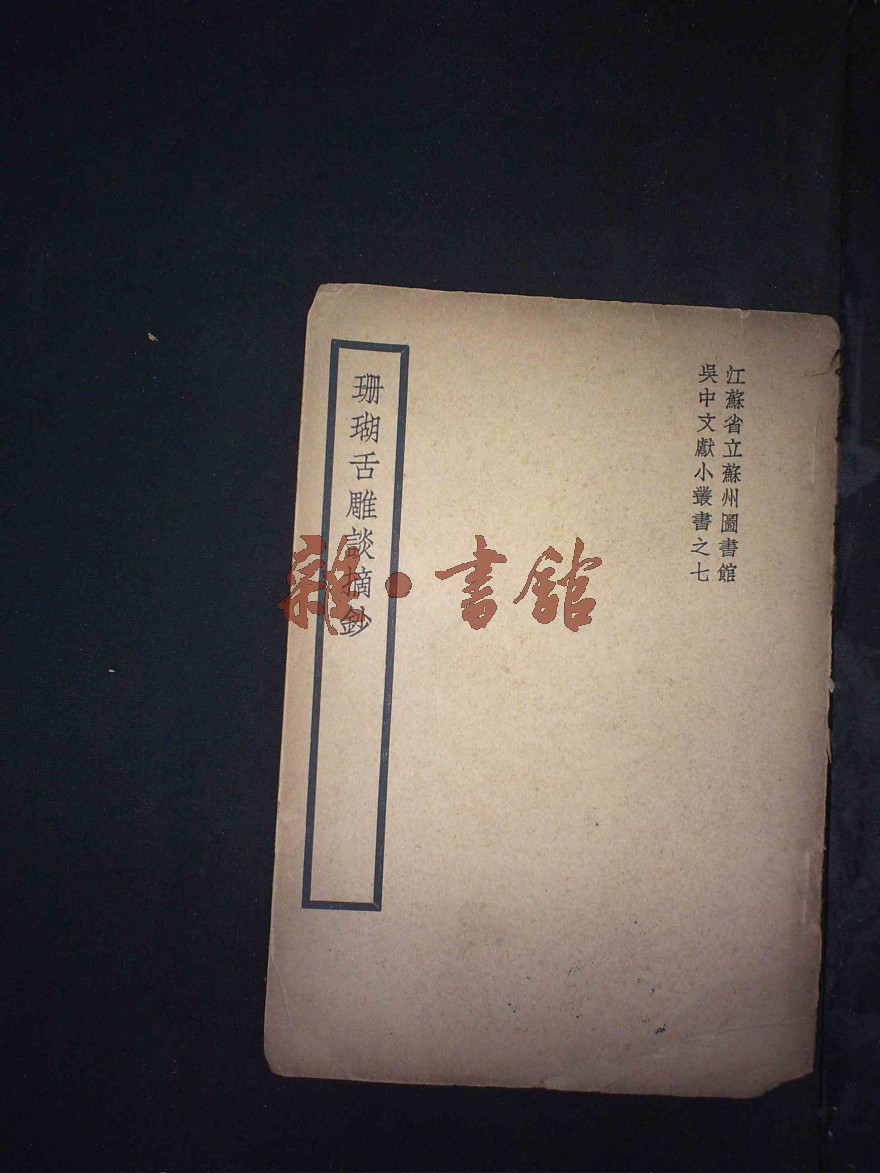 江蘇省立蘇州圖書館
吳中文獻小叢書之七
珊瑚舌雕談摘鈔
雜·書館